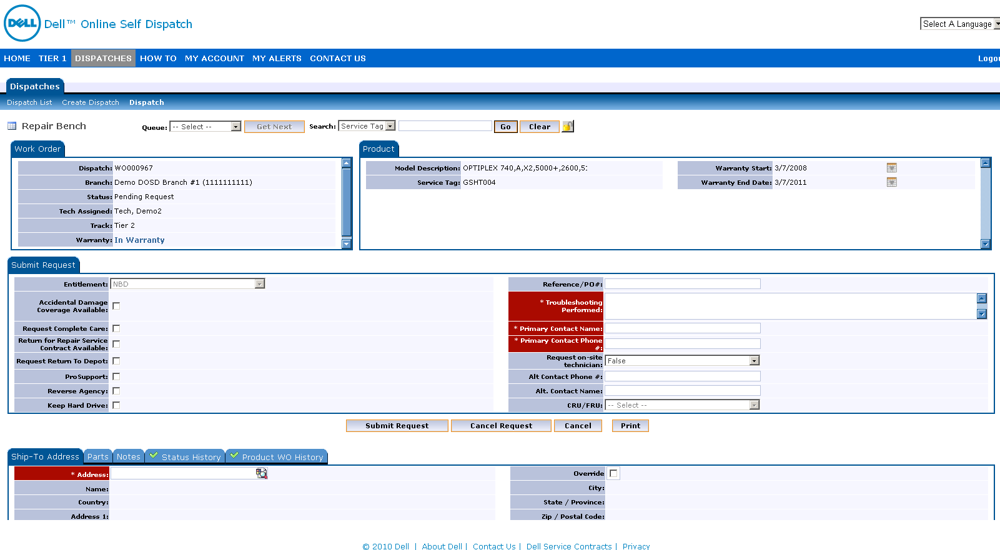 DELL Dell™ Online Self Dispatch
Select A Language
HOME TIER 1 DISPATCHES HOW TO MY ACCOUNT MY ALERTS CONTACT US Logou
Dispatches
Dispatch List Create Dispatch Dispatch
Repair Bench Queue: -- Select -- Get Next Search: Service Tag Go Clear
Work Order
Dispatch: WO000967
Branch: Demo DOSD Branch #1 (1111111111)
Status: Pending Request
Tech Assigned: Tech, Demo2
Track: Tier 2
Warranty: In Warranty
Product
Model Description: OPTIPLEX 740,A,X2,5000+,2600,5: Warranty Start: 3/7/2008
Service Tag: GSHT004 Warranty End Date: 3/7/2011
Submit Request
Entitlement: NBD
Accidental Damage
Coverage Available:
Request Complete Care:
Return for Repair Service
Contract Available:
Request Return To Depot:
ProSupport:
Reverse Agency:
Keep Hard Drive:
Reference/PO#:
* Troubleshooting
Performed:
* Primary Contact Name:
* Primary Contact Phone
#:
Request on-site
technician: False
Alt Contact Phone #:
Alt. Contact Name:
CRU/FRU: -- Select --
Submit Request Cancel Request Cancel Print
Ship-To Address Parts Notes Status History Product WO History
* Address: Override
Name: City:
Country: State / Province:
Address 1: Zip / Postal Code:
© 2010 Dell | About Dell | Contact Us | Dell Service Contracts | Privacy